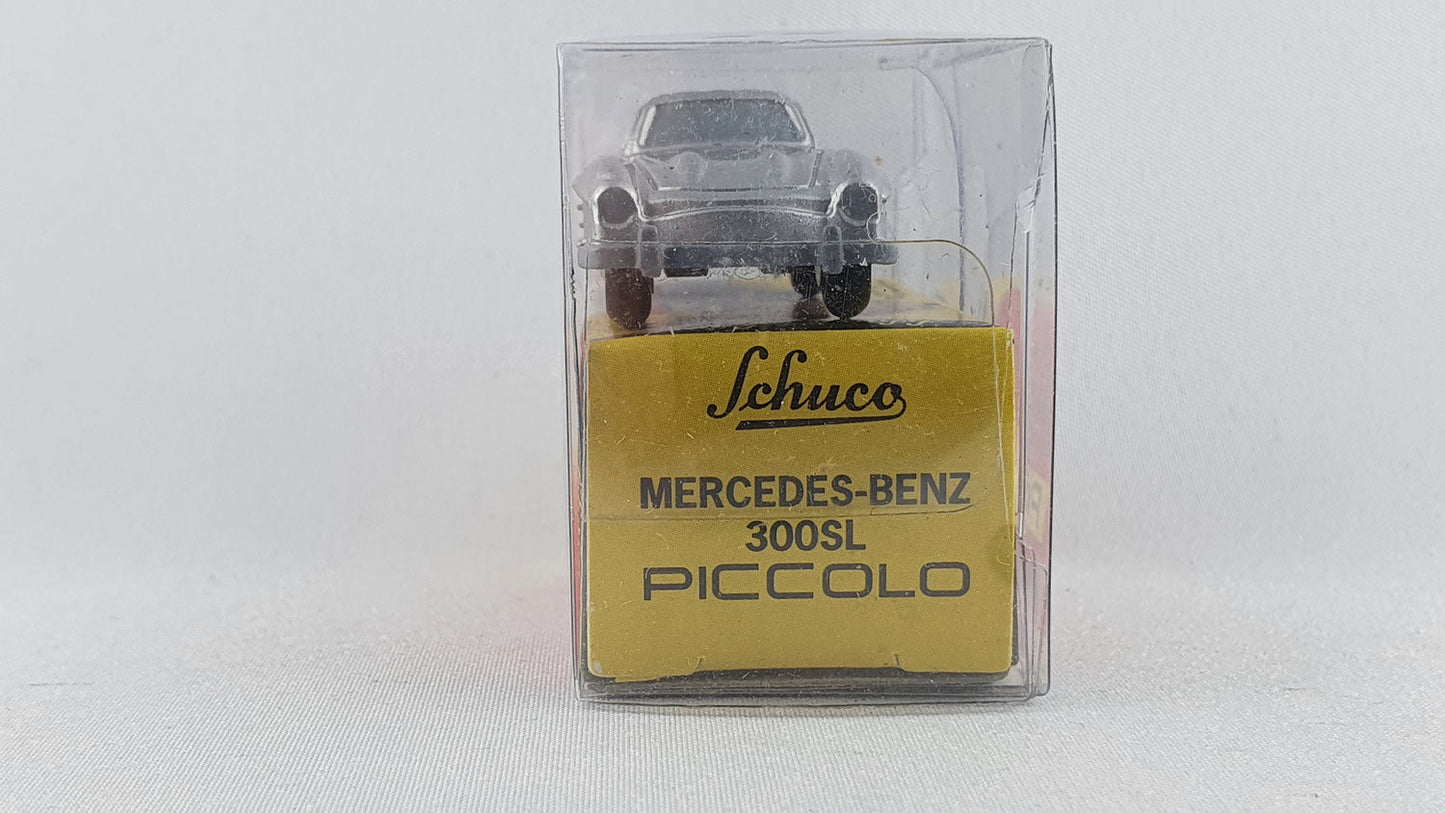 Schuco
MERCEDES-BENZ
300SL
PICCOLO